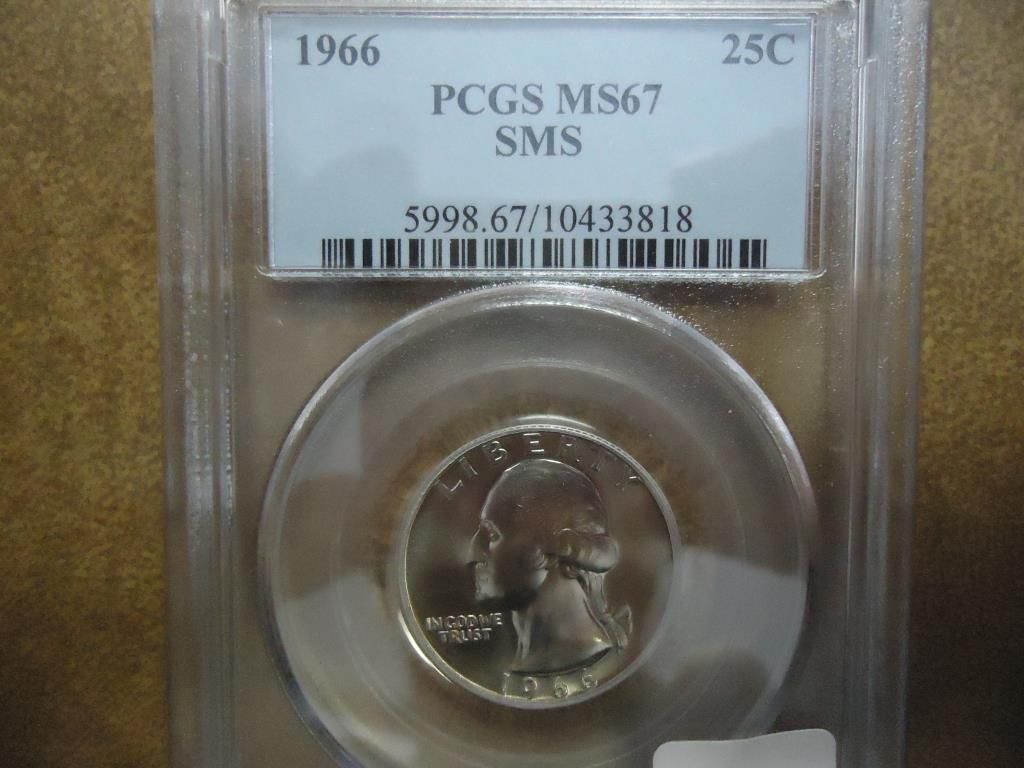 1966 25C
PCGS MS67
SMS
5998.67/10433818
LIBERTY
IN GOD WE
TRUST
1966